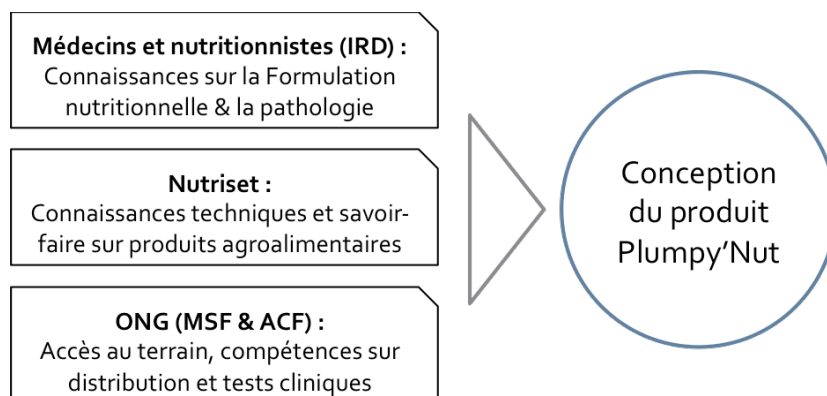 Médecins et nutritionnistes (IRD) :
Connaissances sur la Formulation
nutritionnelle & la pathologie
Nutriset :
Connaissances techniques et savoir-
faire sur produits agroalimentaires
ONG (MSF & ACF) :
Accès au terrain, compétences sur
distribution et tests cliniques
Conception
du produit
Plumpy’Nut